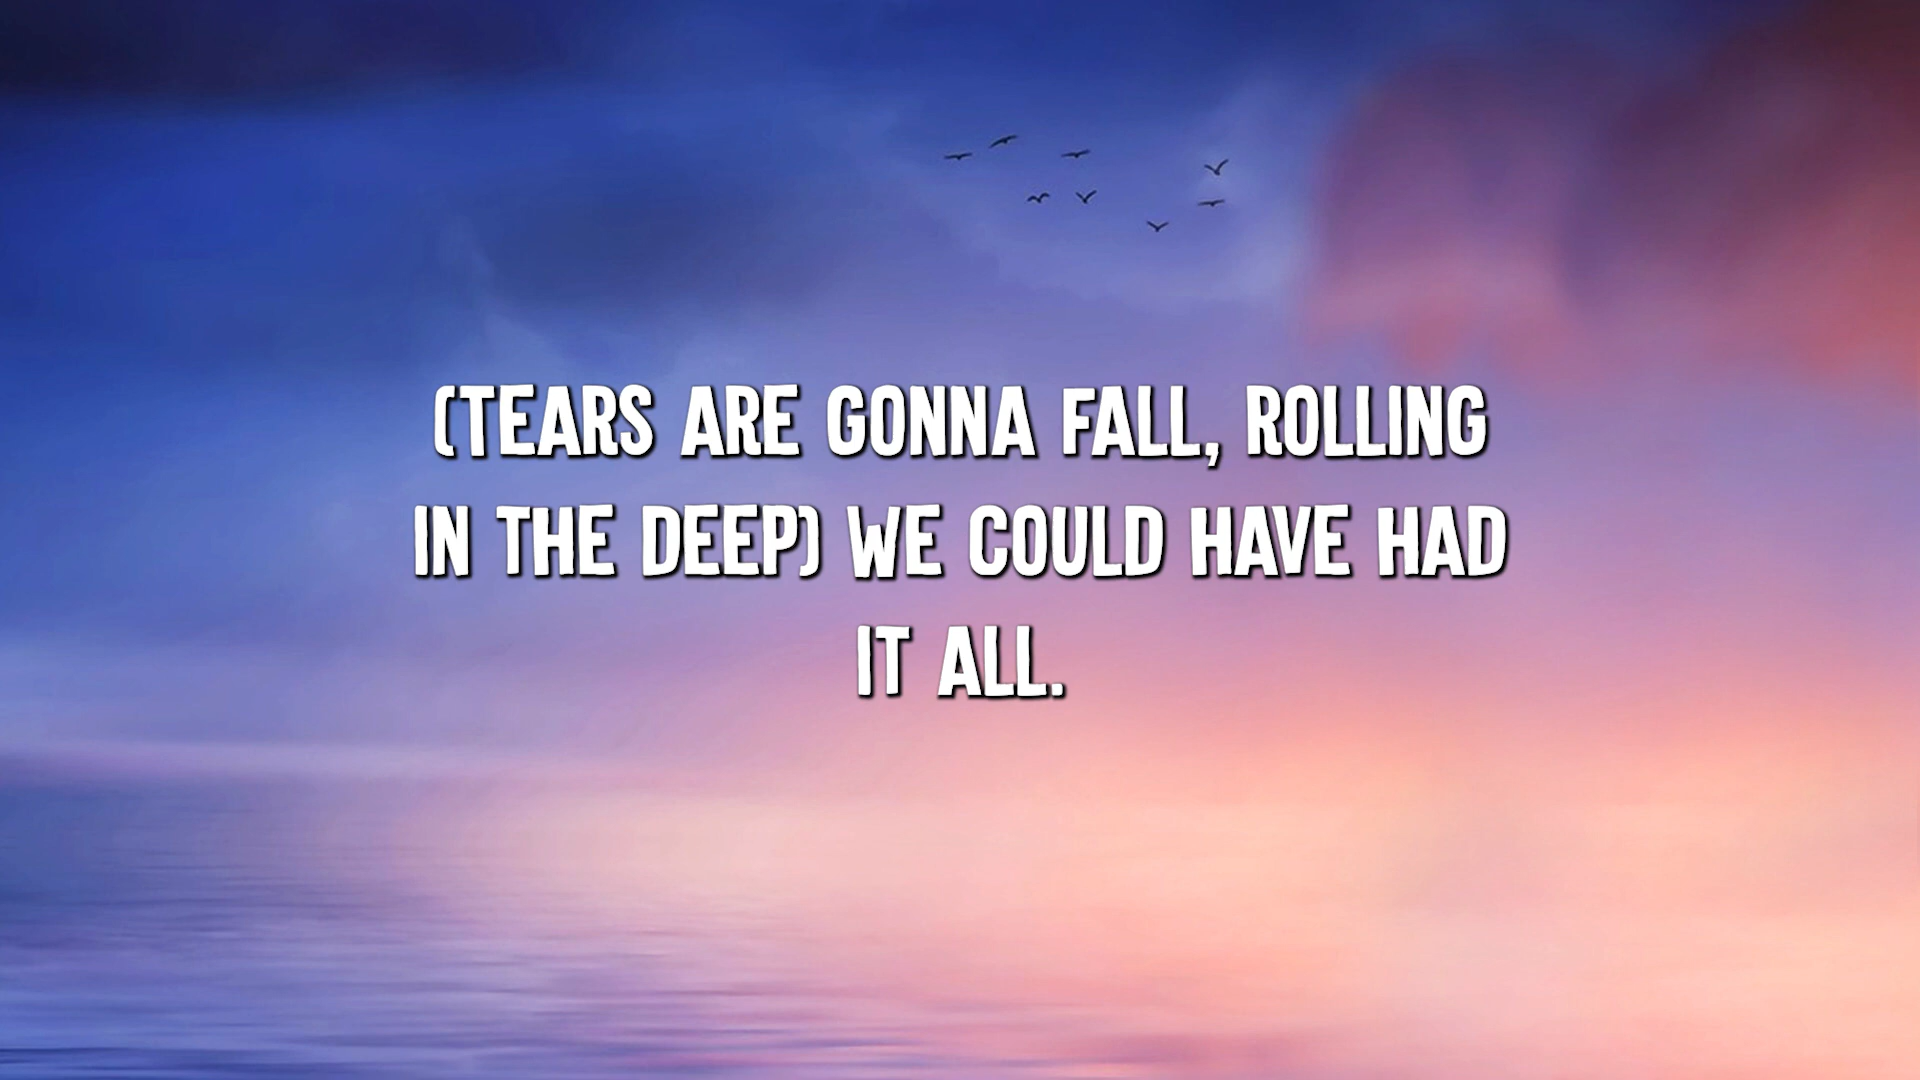 (TEARS ARE GONNA FALL, ROLLING
IN THE DEEP) WE COULD HAVE HAD
IT ALL.